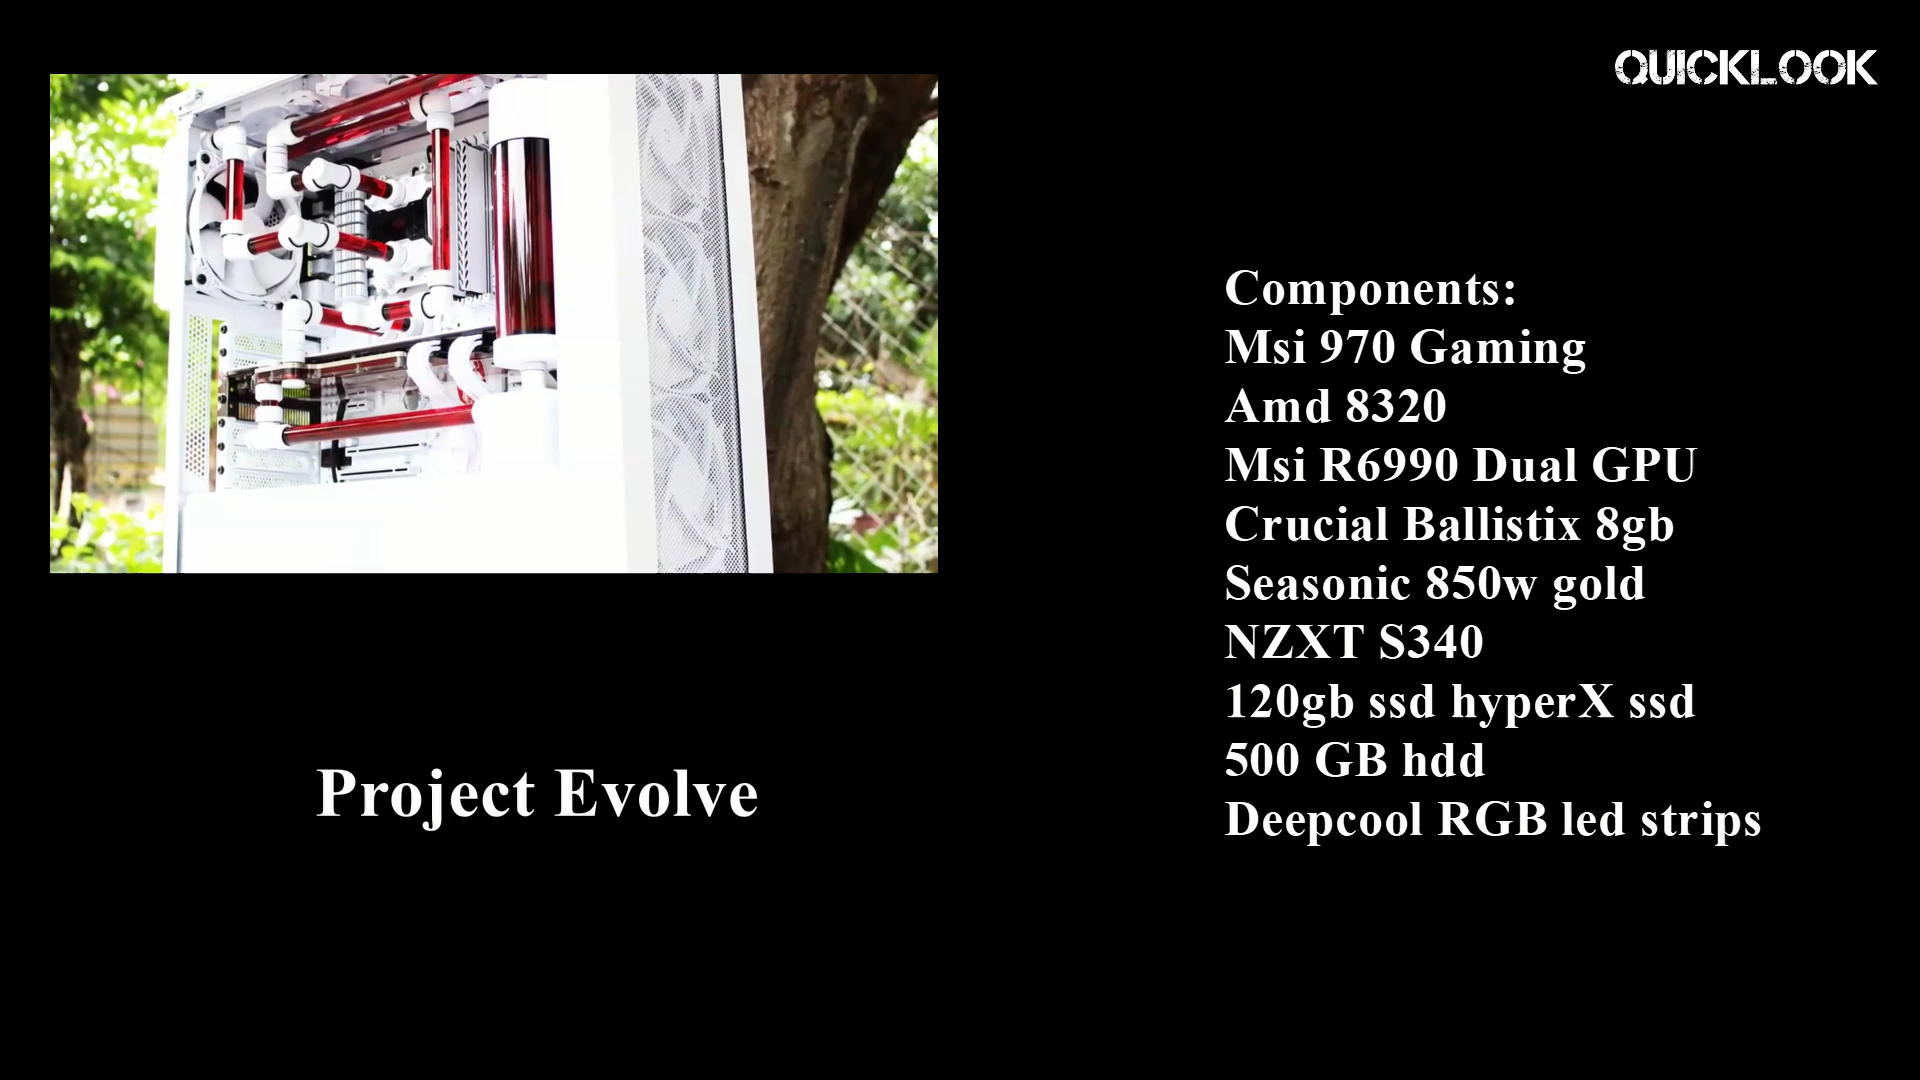 QUICKLOOK
Components:
Msi 970 Gaming
Amd 8320
Msi R6990 Dual GPU
Crucial Ballistix 8gb
Seasonic 850w gold
NZXT S340
120gb ssd hyperX ssd
500 GB hdd
Deepcool RGB led strips
Project Evolve